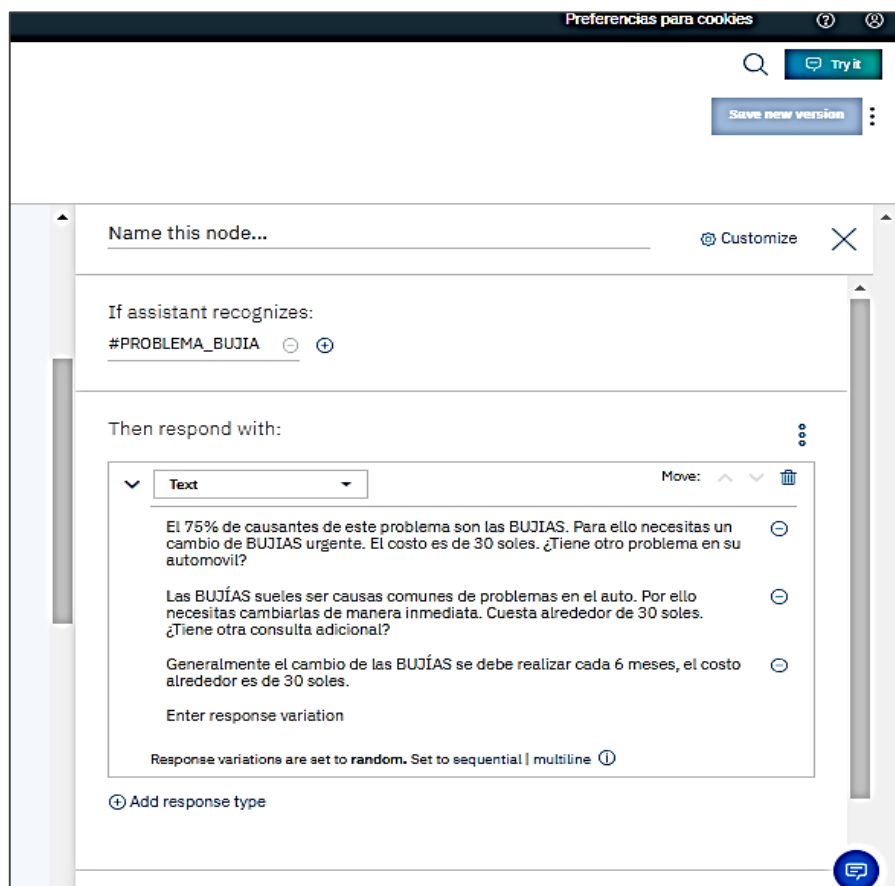 Preferencias para cookies
Try it
Save new version
Name this node...
Customize
If assistant recognizes:
#PROBLEMA_BUJIA
Then respond with:
Text
Move:
El 75% de causantes de este problema son las BUJIAS. Para ello necesitas un
cambio de BUJIAS urgente. El costo es de 30 soles. ¿Tiene otro problema en su
automovil?
Las BUJÍAS sueles ser causas comunes de problemas en el auto. Por ello
necesitas cambiarlas de manera inmediata. Cuesta alrededor de 30 soles.
¿Tiene otra consulta adicional?
Generalmente el cambio de las BUJÍAS se debe realizar cada 6 meses, el costo
alrededor es de 30 soles.
Enter response variation
Response variations are set to random. Set to sequential | multiline
Add response type